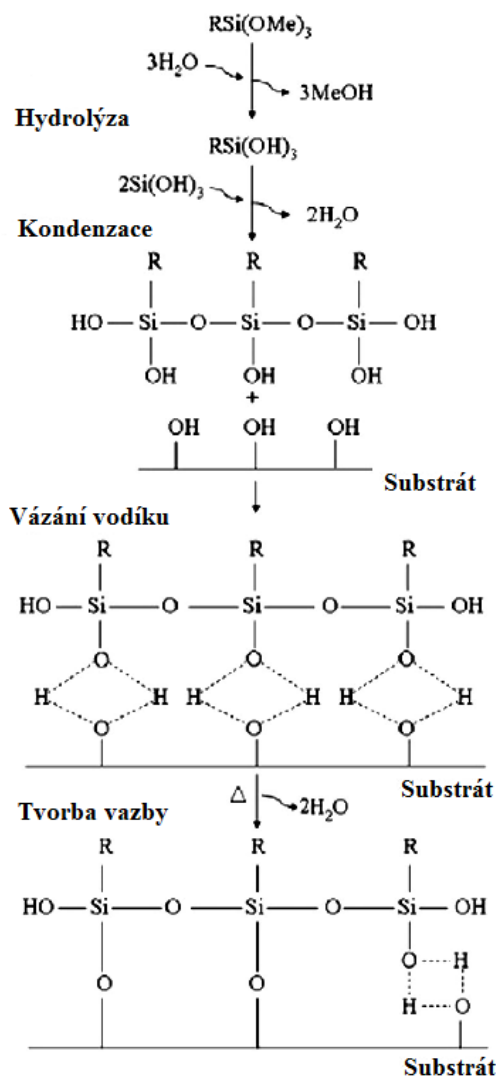 RSi(OMe)₃
3H₂O
3MeOH
Hydrolýza
RSi(OH)₃
2Si(OH)₃
2H₂O
Kondenzace
R R R
HO—Si—O—Si—O—Si—OH
OH OH OH
+
OH OH OH
Substrát
Vázání vodíku
R R R
HO—Si—O—Si—O—Si—OH
O O O
H H H H H H
O O O
Substrát
Δ 2H₂O
Tvorba vazby
R R R
HO—Si—O—Si—O—Si—OH
O H
O O
H O
Substrát